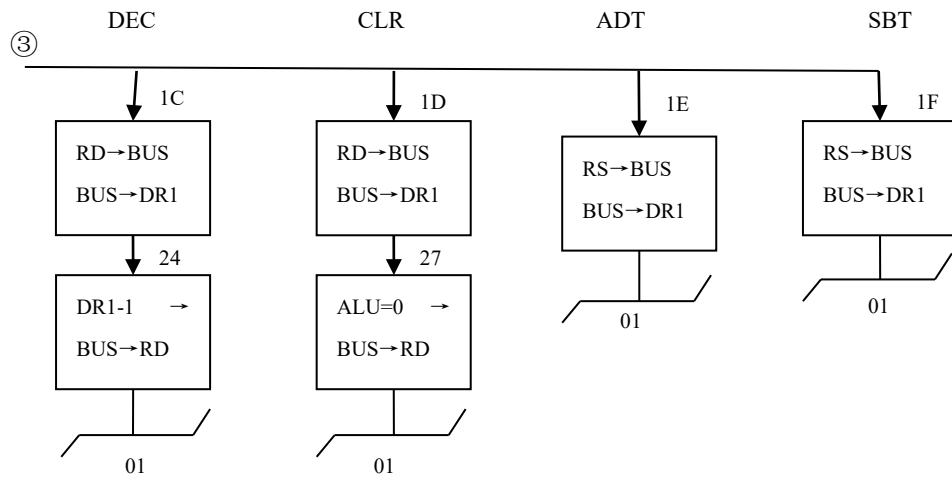 DEC CLR ADT SBT
③
1C 1D 1E 1F
RD→BUS
BUS→DR1
RD→BUS
BUS→DR1
RS→BUS
BUS→DR1
RS→BUS
BUS→DR1
24 27
DR1-1 →
BUS→RD
ALU=0 →
BUS→RD
01 01
01 01